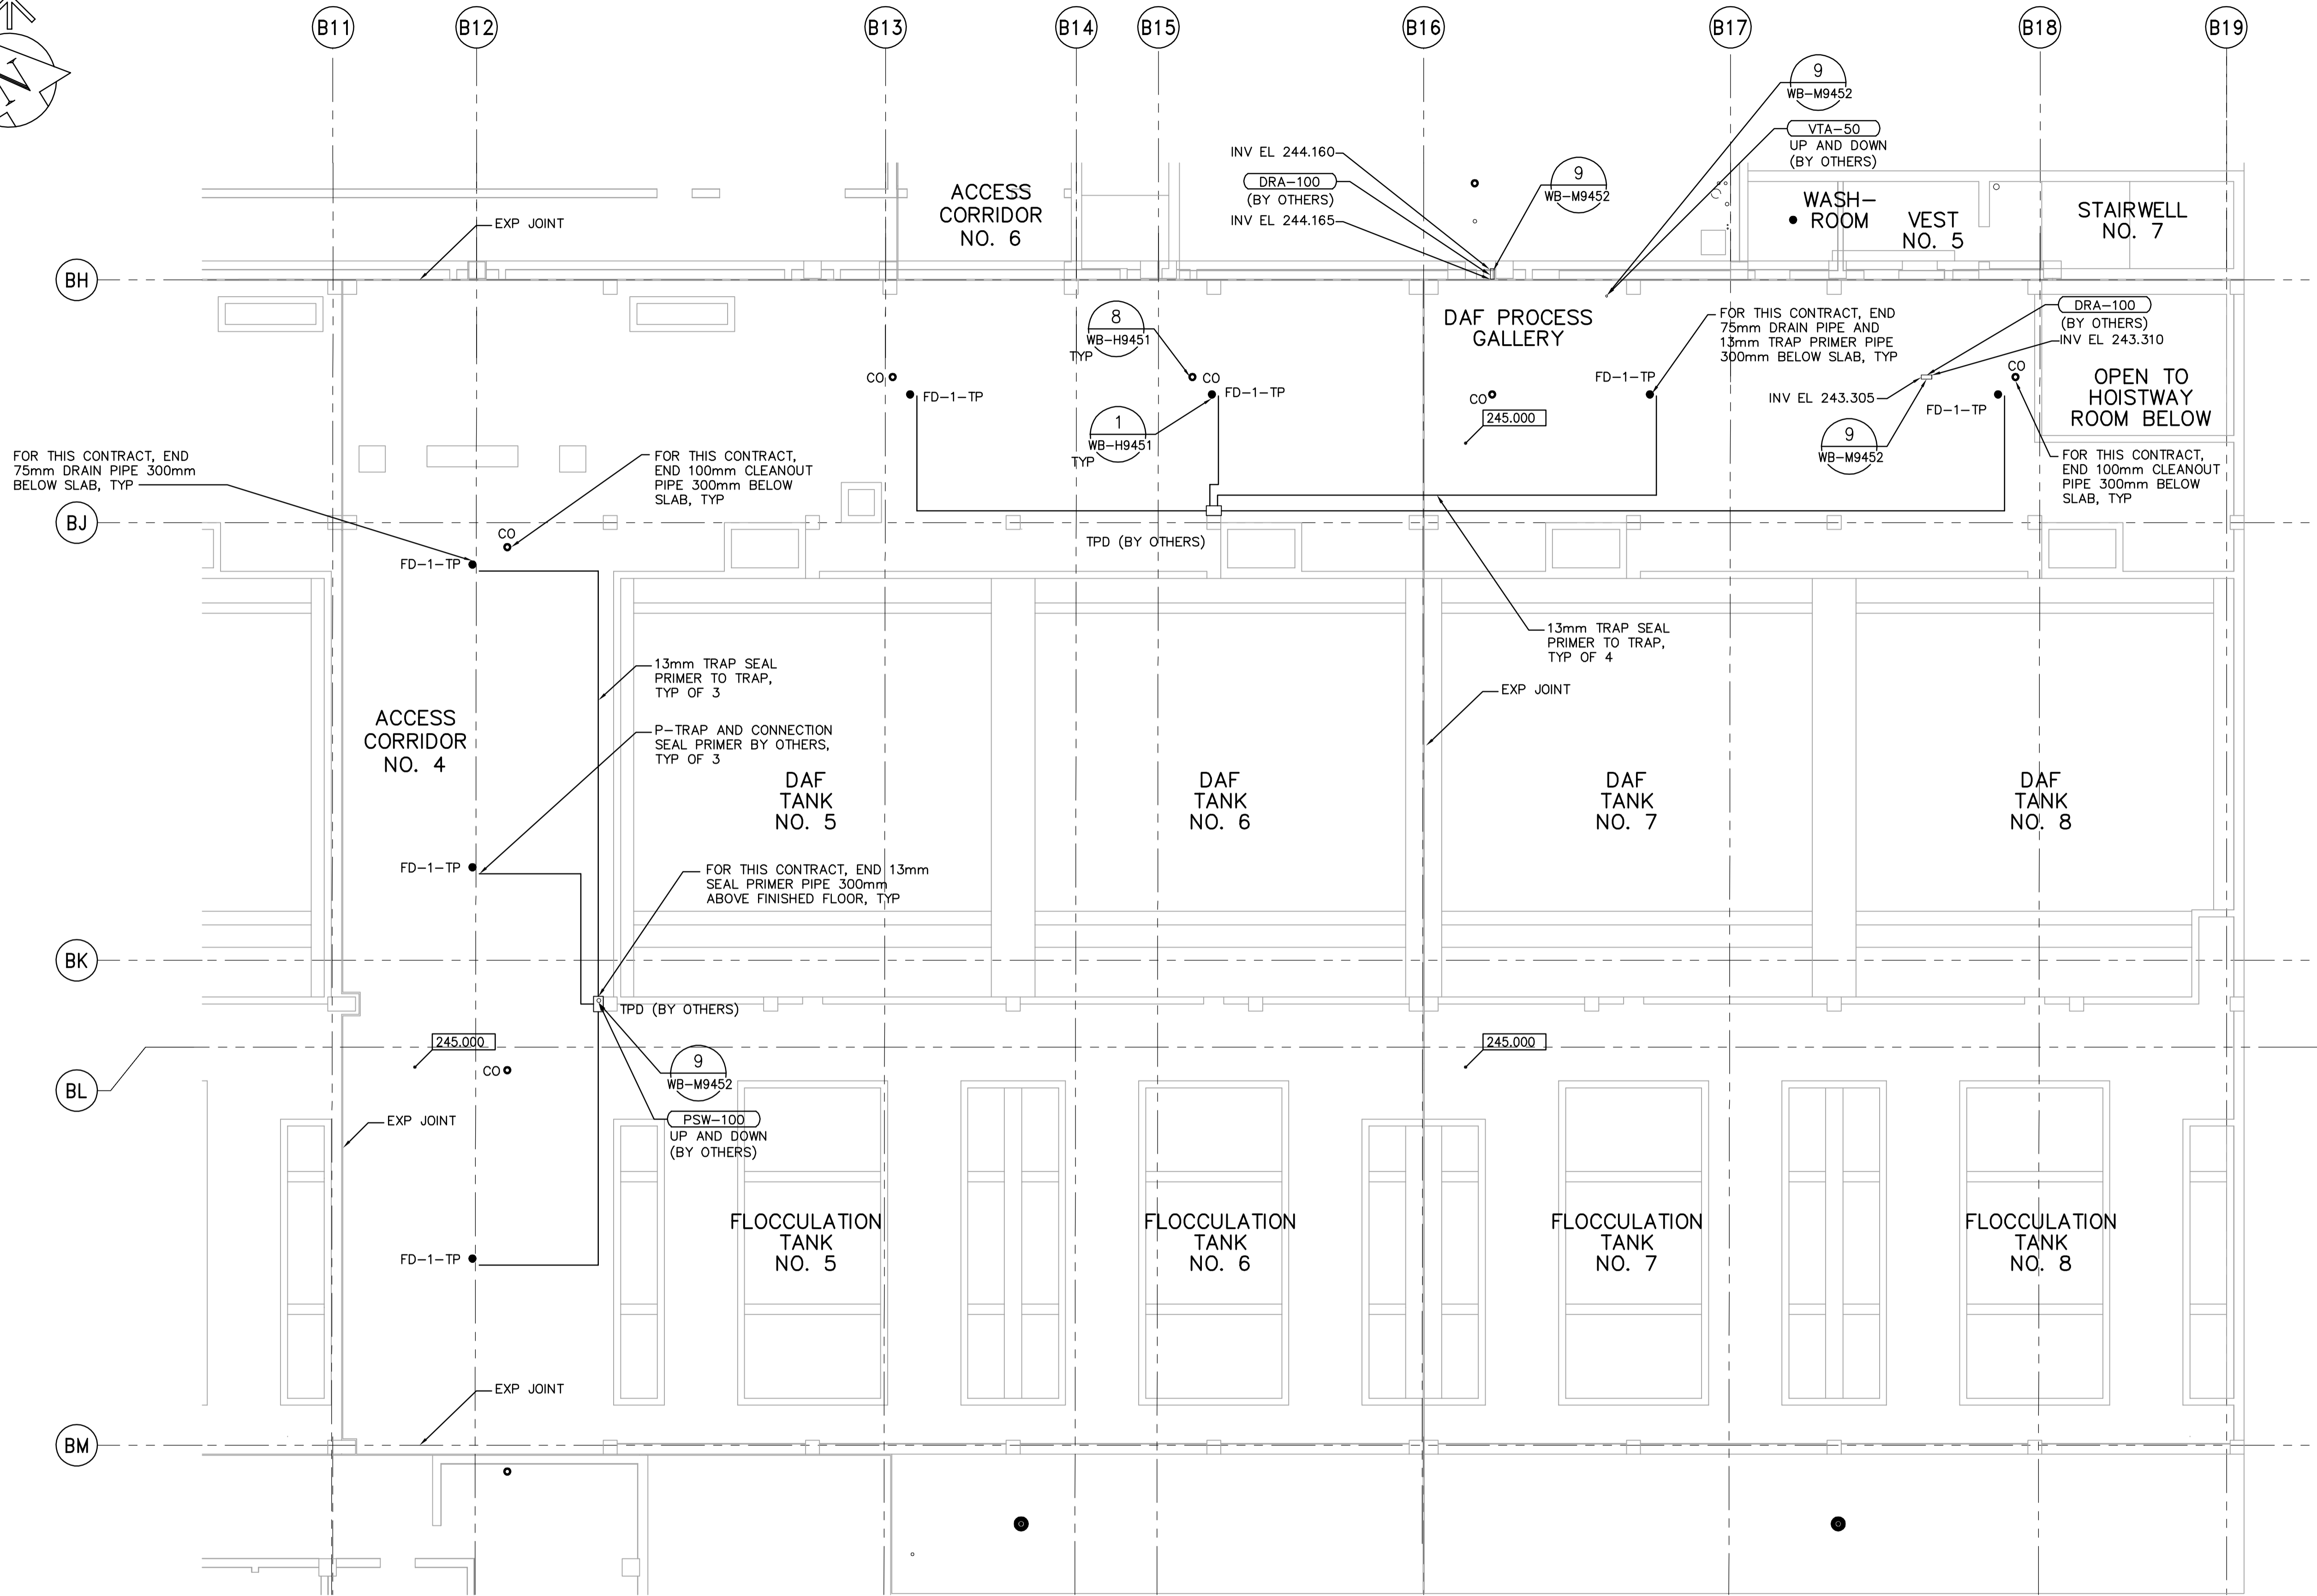 B11
B12
B13
B14
B15
B16
B17
B18
B19
N
9
WB-M9452
VTA-50
UP AND DOWN
(BY OTHERS)
INV EL 244.160
DRA-100
(BY OTHERS)
INV EL 244.165
9
WB-M9452
ACCESS
CORRIDOR
NO. 6
WASH-
ROOM
VEST
NO. 5
STAIRWELL
NO. 7
EXP JOINT
BH
8
WB-H9451
TYP
DAF PROCESS
GALLERY
FOR THIS CONTRACT, END
75mm DRAIN PIPE AND
13mm TRAP PRIMER PIPE
300mm BELOW SLAB, TYP
DRA-100
(BY OTHERS)
INV EL 243.310
CO
FD-1-TP
CO
FD-1-TP
CO
245.000
FD-1-TP
INV EL 243.305
CO
FD-1-TP
OPEN TO
HOISTWAY
ROOM BELOW
1
WB-H9451
TYP
9
WB-M9452
FOR THIS CONTRACT, END
75mm DRAIN PIPE 300mm
BELOW SLAB, TYP
FOR THIS CONTRACT,
END 100mm CLEANOUT
PIPE 300mm BELOW
SLAB, TYP
FOR THIS CONTRACT,
END 100mm CLEANOUT
PIPE 300mm BELOW
SLAB, TYP
BJ
CO
FD-1-TP
TPD (BY OTHERS)
13mm TRAP SEAL
PRIMER TO TRAP,
TYP OF 4
13mm TRAP SEAL
PRIMER TO TRAP,
TYP OF 3
EXP JOINT
ACCESS
CORRIDOR
NO. 4
P-TRAP AND CONNECTION
SEAL PRIMER BY OTHERS,
TYP OF 3
DAF
TANK
NO. 5
DAF
TANK
NO. 6
DAF
TANK
NO. 7
DAF
TANK
NO. 8
FD-1-TP
FOR THIS CONTRACT, END 13mm
SEAL PRIMER PIPE 300mm
ABOVE FINISHED FLOOR, TYP
BK
TPD (BY OTHERS)
245.000
245.000
CO
9
WB-M9452
BL
PSW-100
UP AND DOWN
(BY OTHERS)
EXP JOINT
FLOCCULATION
TANK
NO. 5
FLOCCULATION
TANK
NO. 6
FLOCCULATION
TANK
NO. 7
FLOCCULATION
TANK
NO. 8
FD-1-TP
EXP JOINT
BM